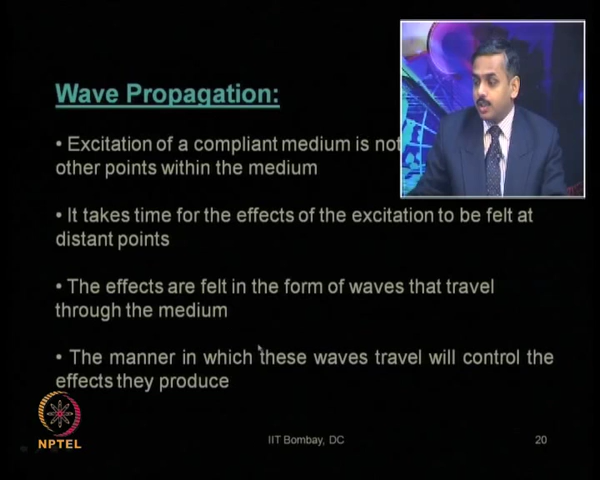 Wave Propagation:
• Excitation of a compliant medium is not
other points within the medium
• It takes time for the effects of the excitation to be felt at
distant points
• The effects are felt in the form of waves that travel
through the medium
• The manner in which these waves travel will control the
effects they produce
NPTEL
IIT Bombay, DC
20